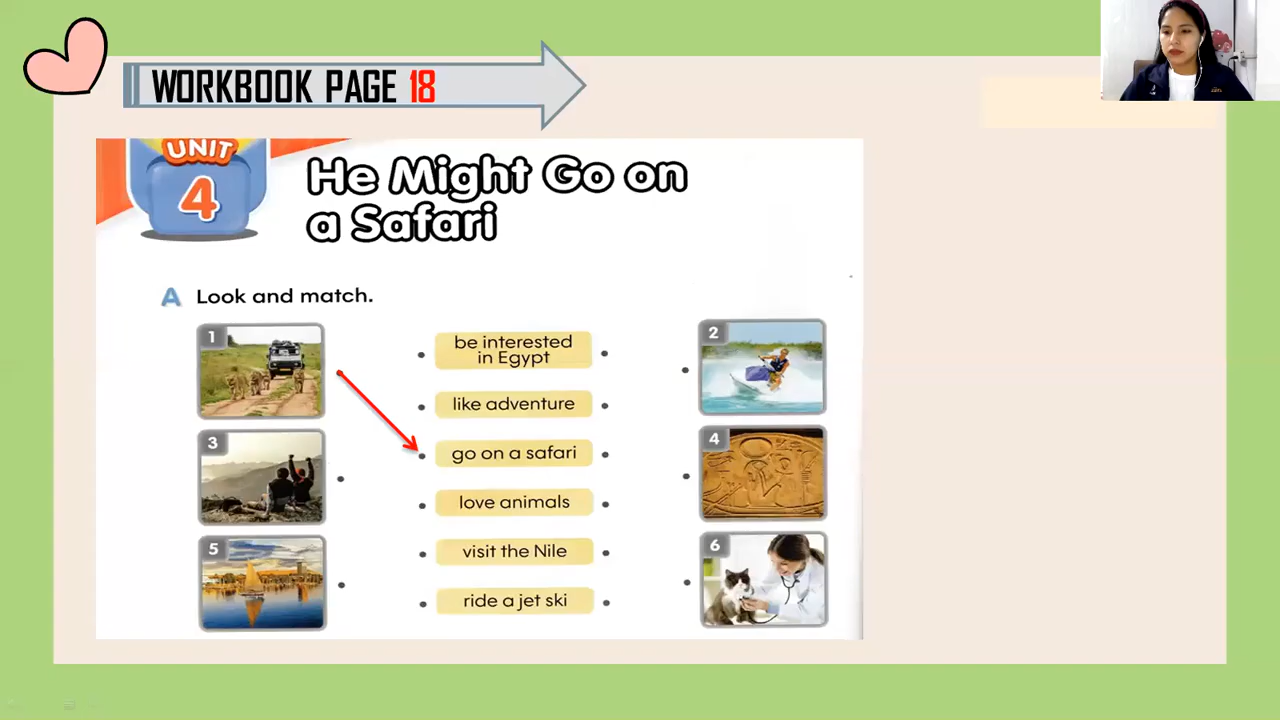 WORKBOOK PAGE 18
UNIT
4
He Might Go on
a Safari
A Look and match.
1
be interested
in Egypt
2
like adventure
3
go on a safari
4
love animals
5
visit the Nile
6
ride a jet ski